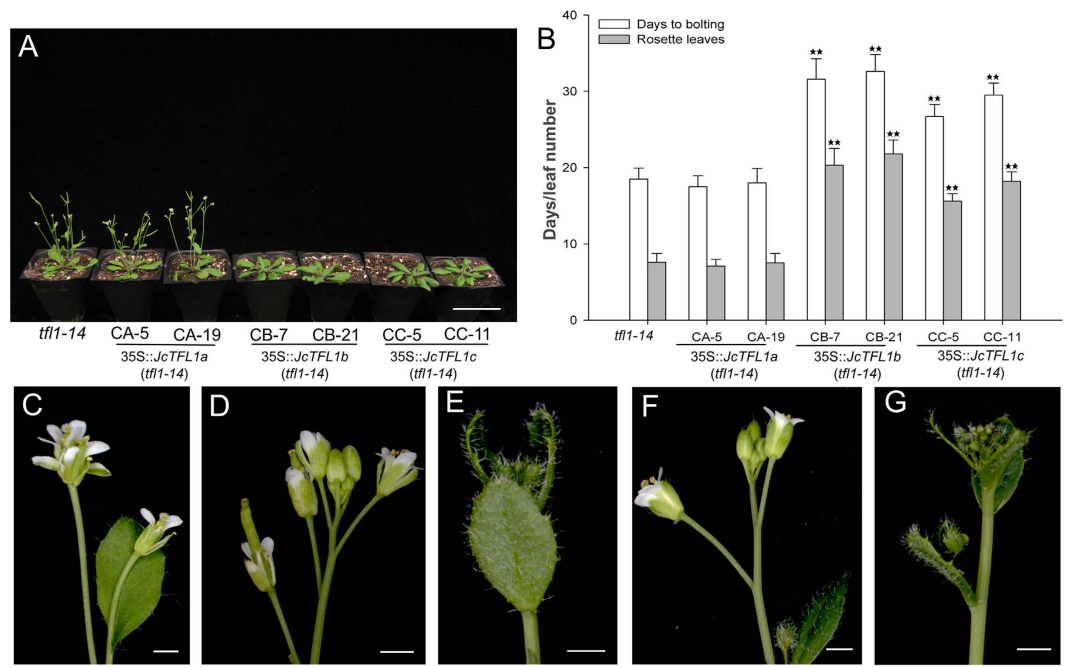 A
tfl1-14 CA-5 CA-19 CB-7 CB-21 CC-5 CC-11
35S::JcTFL1a 35S::JcTFL1b 35S::JcTFL1c
(tfl1-14) (tfl1-14) (tfl1-14)
B
Days to bolting
Rosette leaves
Days/leaf number
40
30
20
10
0
tfl1-14 CA-5 CA-19 CB-7 CB-21 CC-5 CC-11
35S::JcTFL1a 35S::JcTFL1b 35S::JcTFL1c
(tfl1-14) (tfl1-14) (tfl1-14)
C
D
E
F
G